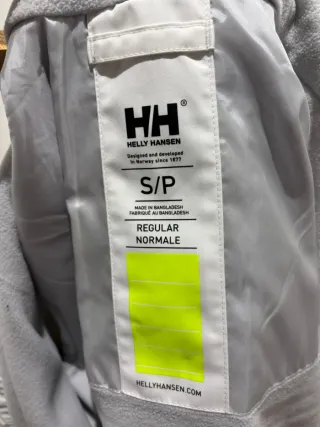 HH®
HELLY HANSEN
Designed and developed
in Norway since 1877
S/P
MADE IN BANGLADESH
FABRIQUÉ AU BANGLADESH
REGULAR
NORMALE
HELLYHANSEN.COM